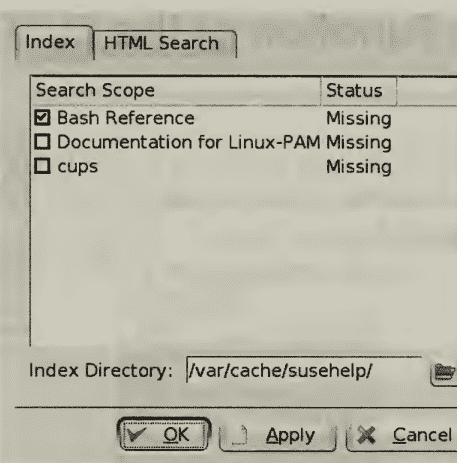 Index HTML Search
Search Scope Status
Bash Reference Missing
Documentation for Linux-PAM Missing
cups Missing
Index Directory: /var/cache/susehelp/
OK Apply Cancel